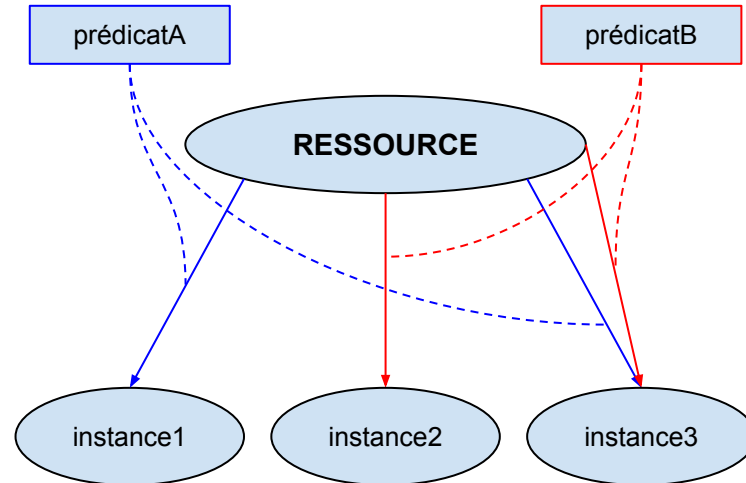 prédicatA
prédicatB
RESSOURCE
instance1
instance2
instance3